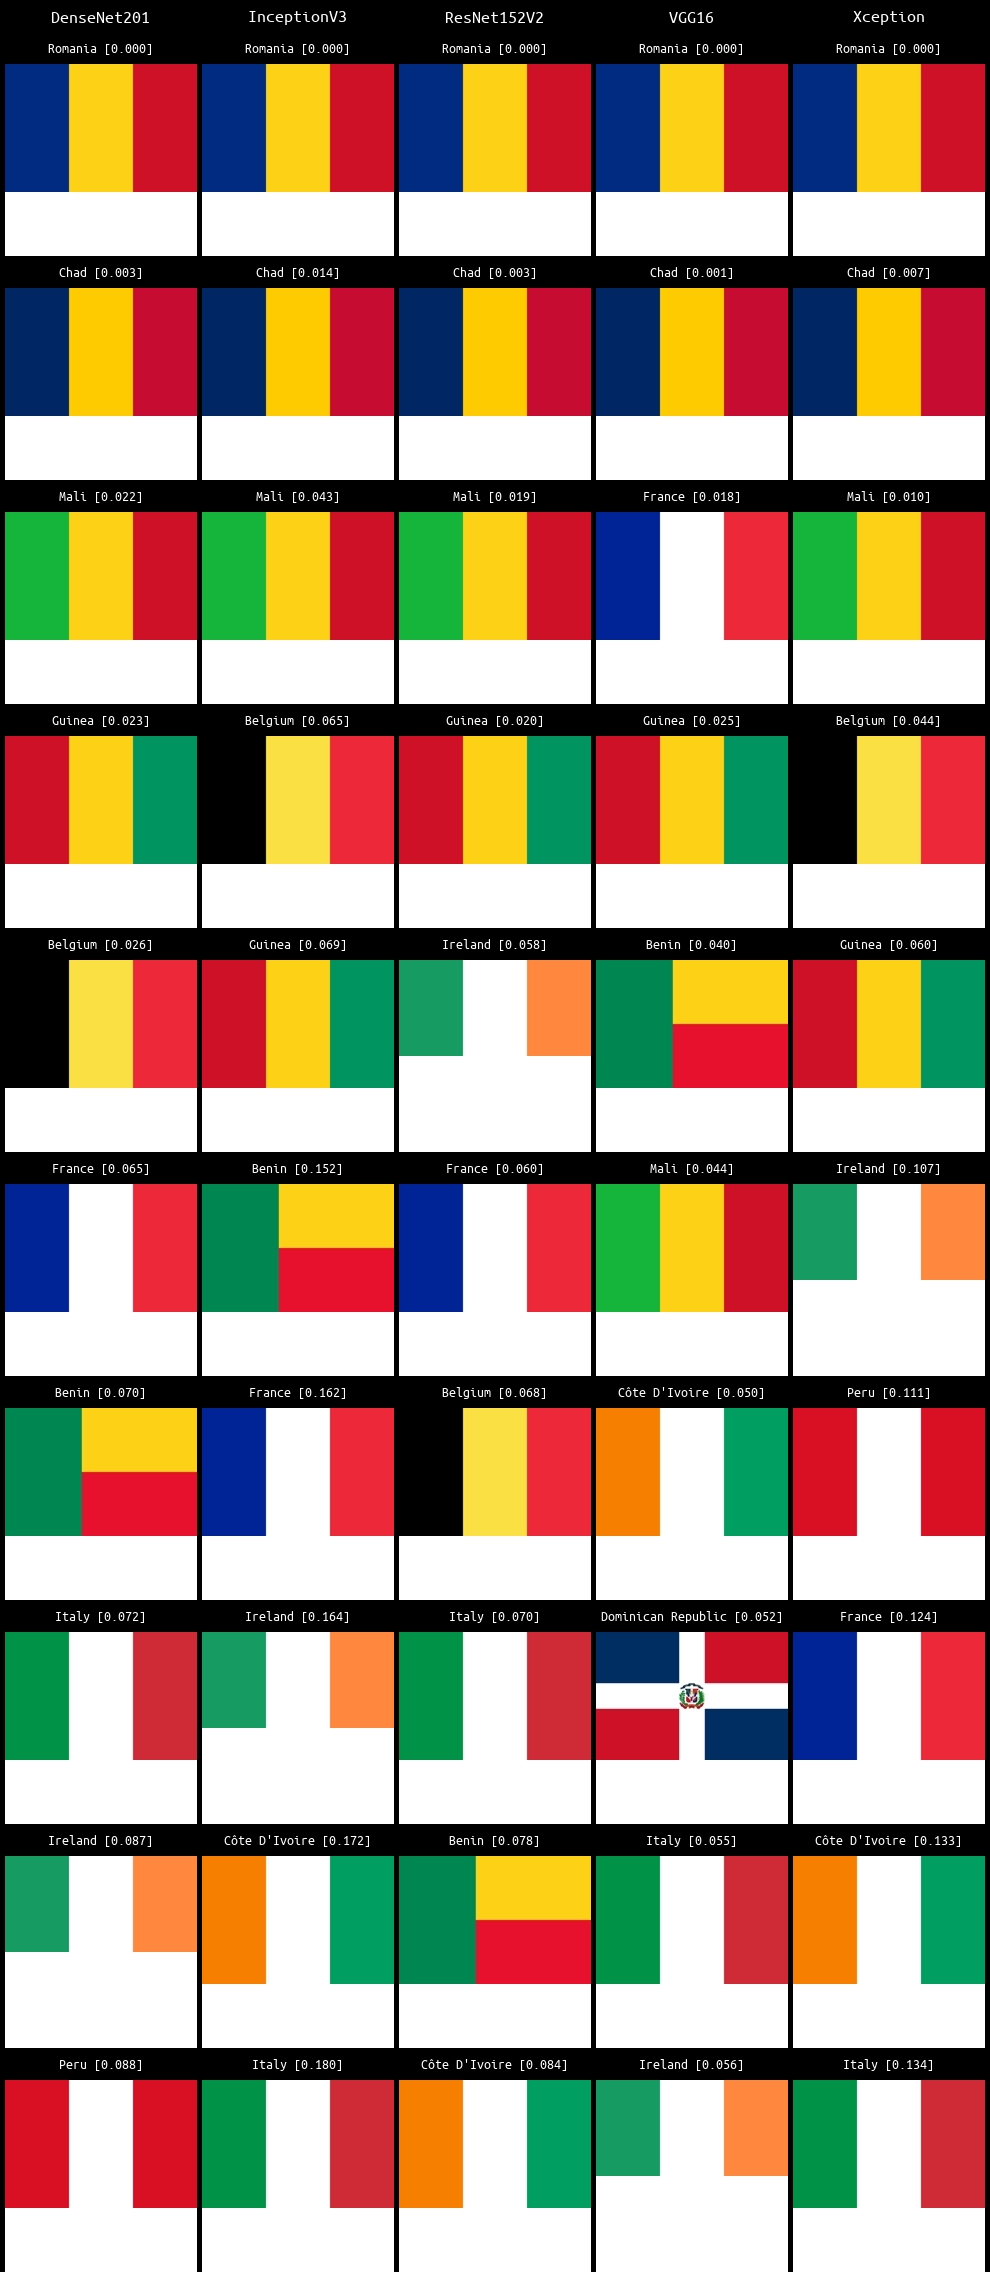 DenseNet201 InceptionV3 ResNet152V2 VGG16 Xception
Romania [0.000] Romania [0.000] Romania [0.000] Romania [0.000] Romania [0.000]
Chad [0.003] Chad [0.014] Chad [0.003] Chad [0.001] Chad [0.007]
Mali [0.022] Mali [0.043] Mali [0.019] France [0.018] Mali [0.010]
Guinea [0.023] Belgium [0.065] Guinea [0.020] Guinea [0.025] Belgium [0.044]
Belgium [0.026] Guinea [0.069] Ireland [0.058] Benin [0.040] Guinea [0.060]
France [0.065] Benin [0.152] France [0.060] Mali [0.044] Ireland [0.107]
Benin [0.070] France [0.162] Belgium [0.068] Côte D'Ivoire [0.050] Peru [0.111]
Italy [0.072] Ireland [0.164] Italy [0.070] Dominican Republic [0.052] France [0.124]
Ireland [0.087] Côte D'Ivoire [0.172] Benin [0.078] Italy [0.055] Côte D'Ivoire [0.133]
Peru [0.088] Italy [0.180] Côte D'Ivoire [0.084] Ireland [0.056] Italy [0.134]